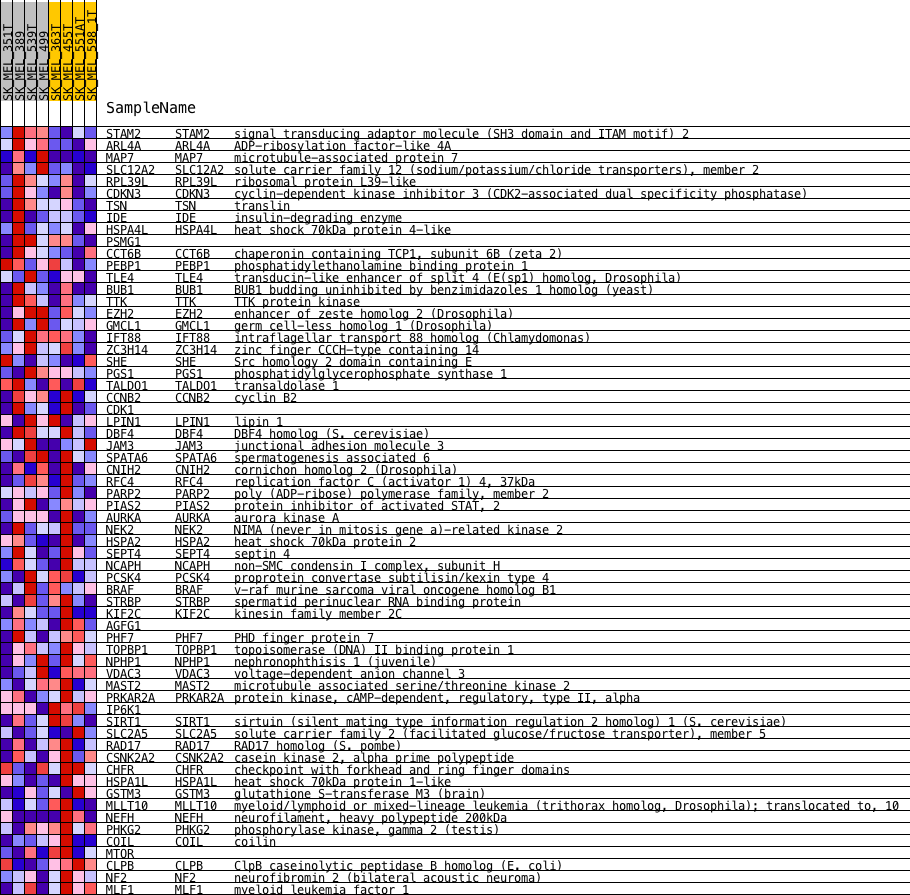 SK_MEL_351T
SK_MEL_389
SK_MEL_539T
SK_MEL_499
SK_MEL_363T
SK_MEL_455T
SK_MEL_551AT
SK_MEL_598_1T
SampleName
STAM2 STAM2 signal transducing adaptor molecule (SH3 domain and ITAM motif) 2
ARL4A ARL4A ADP-ribosylation factor-like 4A
MAP7 MAP7 microtubule-associated protein 7
SLC12A2 SLC12A2 solute carrier family 12 (sodium/potassium/chloride transporters), member 2
RPL39L RPL39L ribosomal protein L39-like
CDKN3 CDKN3 cyclin-dependent kinase inhibitor 3 (CDK2-associated dual specificity phosphatase)
TSN TSN translin
IDE IDE insulin-degrading enzyme
HSPA4L HSPA4L heat shock 70kDa protein 4-like
PSMG1
CCT6B CCT6B chaperonin containing TCP1, subunit 6B (zeta 2)
PEBP1 PEBP1 phosphatidylethanolamine binding protein 1
TLE4 TLE4 transducin-like enhancer of split 4 (E(sp1) homolog, Drosophila)
BUB1 BUB1 BUB1 budding uninhibited by benzimidazoles 1 homolog (yeast)
TTK TTK TTK protein kinase
EZH2 EZH2 enhancer of zeste homolog 2 (Drosophila)
GMCL1 GMCL1 germ cell-less homolog 1 (Drosophila)
IFT88 IFT88 intraflagellar transport 88 homolog (Chlamydomonas)
ZC3H14 ZC3H14 zinc finger CCCH-type containing 14
SHE SHE Src homology 2 domain containing E
PGS1 PGS1 phosphatidylglycerophosphate synthase 1
TALDO1 TALDO1 transaldolase 1
CCNB2 CCNB2 cyclin B2
CDK1
LPIN1 LPIN1 lipin 1
DBF4 DBF4 DBF4 homolog (S. cerevisiae)
JAM3 JAM3 junctional adhesion molecule 3
SPATA6 SPATA6 spermatogenesis associated 6
CNIH2 CNIH2 cornichon homolog 2 (Drosophila)
RFC4 RFC4 replication factor C (activator 1) 4, 37kDa
PARP2 PARP2 poly (ADP-ribose) polymerase family, member 2
PIAS2 PIAS2 protein inhibitor of activated STAT, 2
AURKA AURKA aurora kinase A
NEK2 NEK2 NIMA (never in mitosis gene a)-related kinase 2
HSPA2 HSPA2 heat shock 70kDa protein 2
SEPT4 SEPT4 septin 4
NCAPH NCAPH non-SMC condensin I complex, subunit H
PCSK4 PCSK4 proprotein convertase subtilisin/kexin type 4
BRAF BRAF v-raf murine sarcoma viral oncogene homolog B1
STRBP STRBP spermatid perinuclear RNA binding protein
KIF2C KIF2C kinesin family member 2C
AGFG1
PHF7 PHF7 PHD finger protein 7
TOPBP1 TOPBP1 topoisomerase (DNA) II binding protein 1
NPHP1 NPHP1 nephronophthisis 1 (juvenile)
VDAC3 VDAC3 voltage-dependent anion channel 3
MAST2 MAST2 microtubule associated serine/threonine kinase 2
PRKAR2A PRKAR2A protein kinase, cAMP-dependent, regulatory, type II, alpha
IP6K1
SIRT1 SIRT1 sirtuin (silent mating type information regulation 2 homolog) 1 (S. cerevisiae)
SLC2A5 SLC2A5 solute carrier family 2 (facilitated glucose/fructose transporter), member 5
RAD17 RAD17 RAD17 homolog (S. pombe)
CSNK2A2 CSNK2A2 casein kinase 2, alpha prime polypeptide
CHFR CHFR checkpoint with forkhead and ring finger domains
HSPA1L HSPA1L heat shock 70kDa protein 1-like
GSTM3 GSTM3 glutathione S-transferase M3 (brain)
MLLT10 MLLT10 myeloid/lymphoid or mixed-lineage leukemia (trithorax homolog, Drosophila); translocated to, 10
NEFH NEFH neurofilament, heavy polypeptide 200kDa
PHKG2 PHKG2 phosphorylase kinase, gamma 2 (testis)
COIL COIL coilin
MTOR
CLPB CLPB ClpB caseinolytic peptidase B homolog (E. coli)
NF2 NF2 neurofibromin 2 (bilateral acoustic neuroma)
MLF1 MLF1 myeloid leukemia factor 1